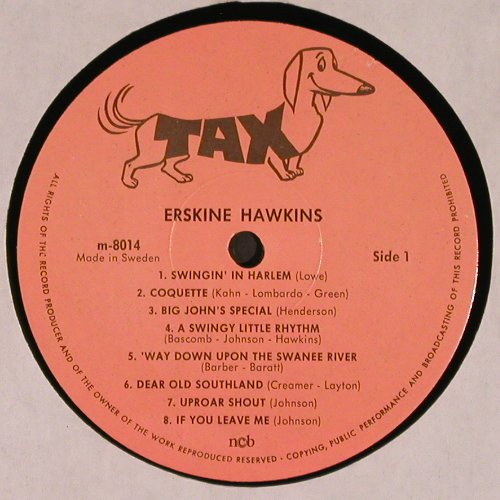 TAX
ERSKINE HAWKINS
m-8014
Made in Sweden
Side 1
1. SWINGIN' IN HARLEM (Lowe)
2. COQUETTE (Kahn - Lombardo - Green)
3. BIG JOHN'S SPECIAL (Henderson)
4. A SWINGY LITTLE RHYTHM
(Bascomb - Johnson - Hawkins)
5. 'WAY DOWN UPON THE SWANEE RIVER
(Barber - Baratt)
6. DEAR OLD SOUTHLAND (Creamer - Layton)
7. UPROAR SHOUT (Johnson)
8. IF YOU LEAVE ME (Johnson)
ncb
ALL RIGHTS OF THE RECORD PRODUCER AND OF THE OWNER OF THE WORK REPRODUCED RESERVED - COPYING, PUBLIC PERFORMANCE AND BROADCASTING OF THIS RECORD PROHIBITED